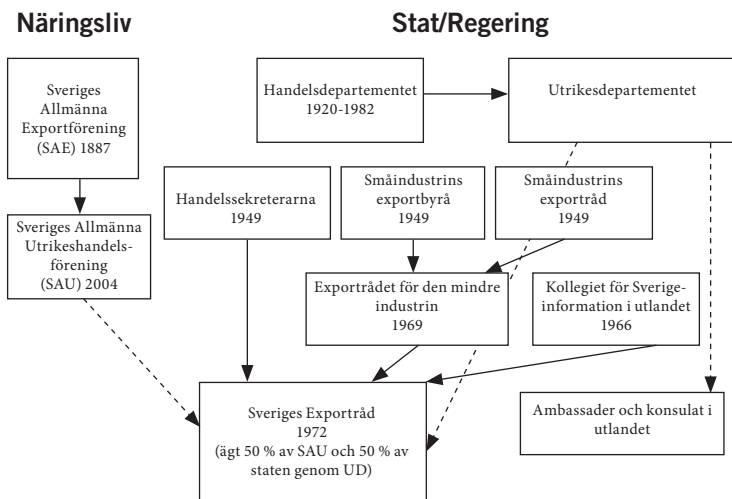 Näringsliv
Stat/Regering
Sveriges
Allmänna
Exportförening
(SAE) 1887
Handelsdepartementet
1920-1982
Utrikesdepartementet
Handelssekreterarna
1949
Småindustrins
exportbyrå
1949
Småindustrins
exportråd
1949
Sveriges Allmänna
Utrikeshandels-
förening
(SAU) 2004
Exportrådet för den mindre
industrin
1969
Kollegiet för Sverige-
information i utlandet
1966
Sveriges Exportråd
1972
(ägt 50 % av SAU och 50 % av
staten genom UD)
Ambassader och konsulat i
utlandet